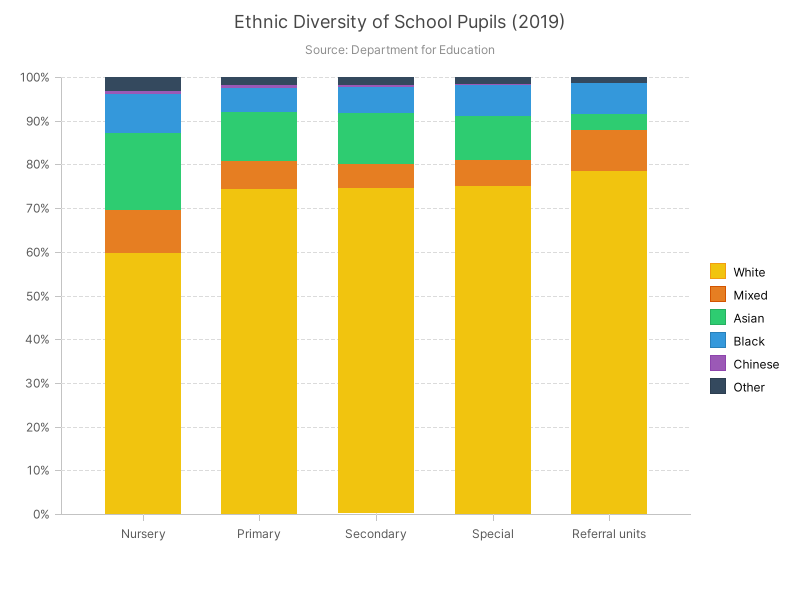 Ethnic Diversity of School Pupils (2019)
Source: Department for Education
100%
90%
80%
70%
60%
50%
40%
30%
20%
10%
0%
Nursery
Primary
Secondary
Special
Referral units
White
Mixed
Asian
Black
Chinese
Other